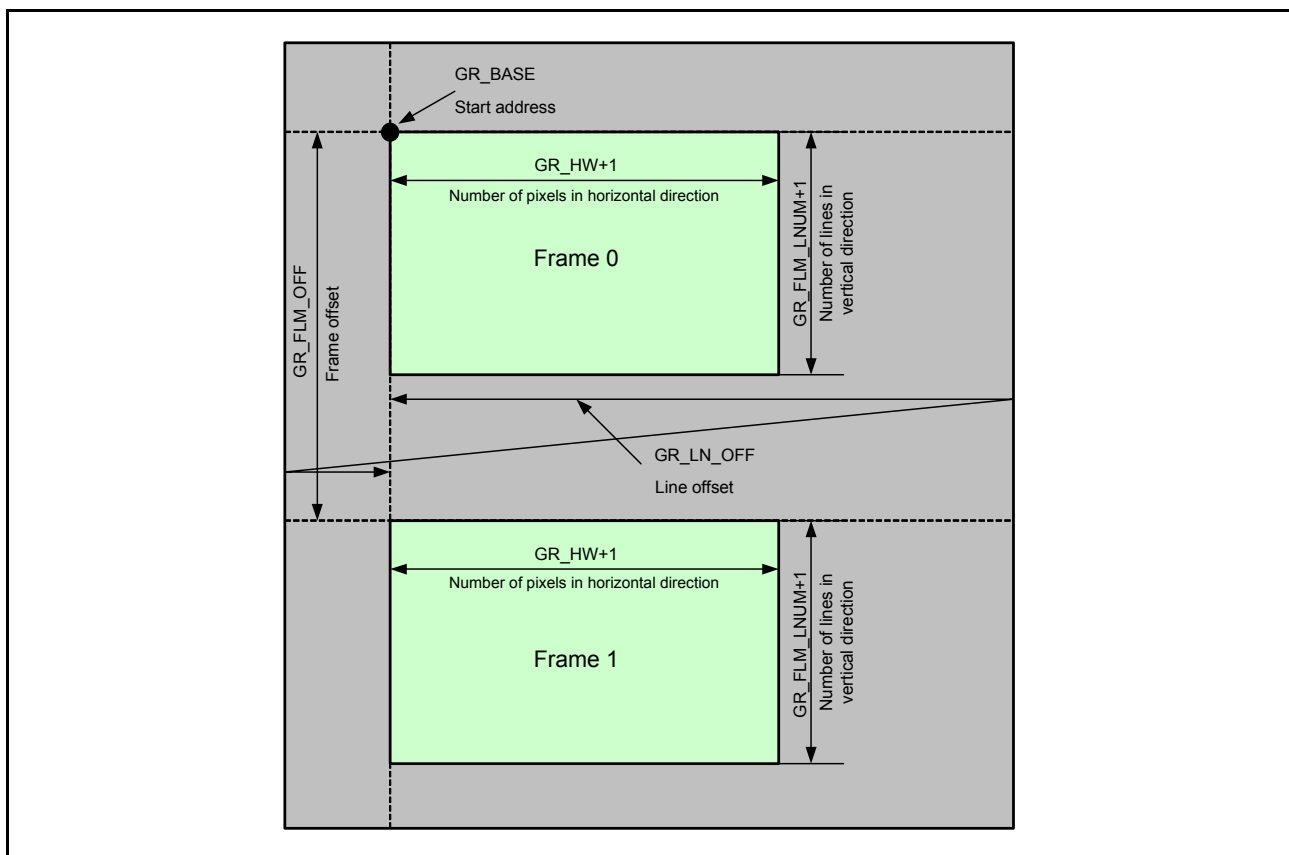 GR_BASE
Start address
GR_HW+1
Number of pixels in horizontal direction
Frame 0
GR_FLM_LNUM+1
Number of lines in
vertical direction
GR_FLM_OFF
Frame offset
GR_LN_OFF
Line offset
GR_HW+1
Number of pixels in horizontal direction
Frame 1
GR_FLM_LNUM+1
Number of lines in
vertical direction